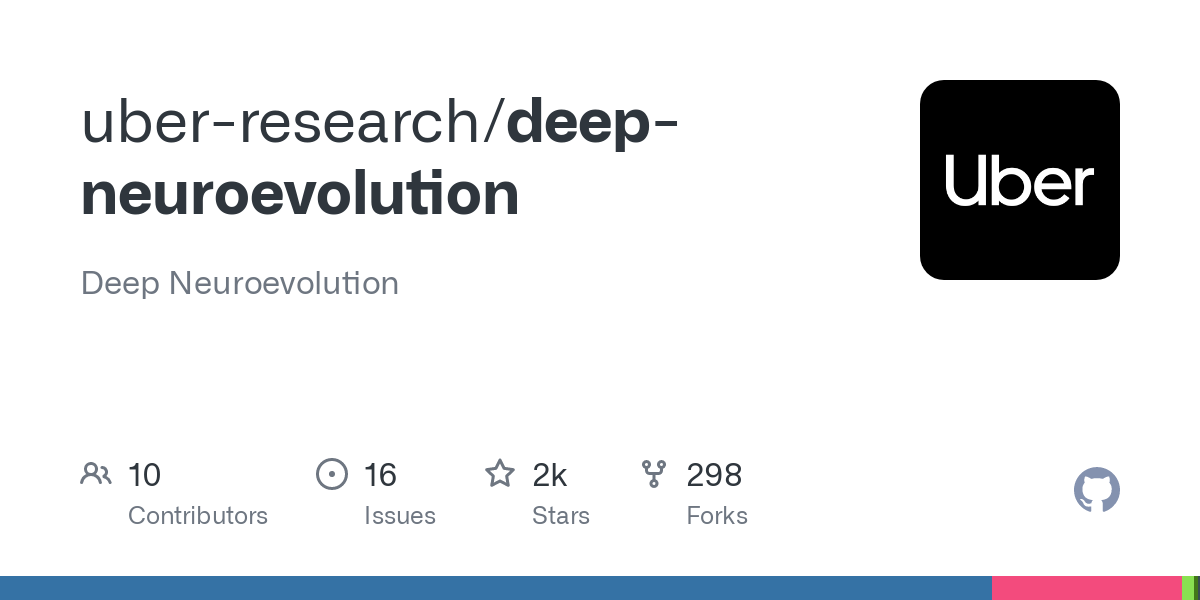 uber-research/deep-
neuroevolution
Uber
Deep Neuroevolution
10 16 2k 298
Contributors Issues Stars Forks